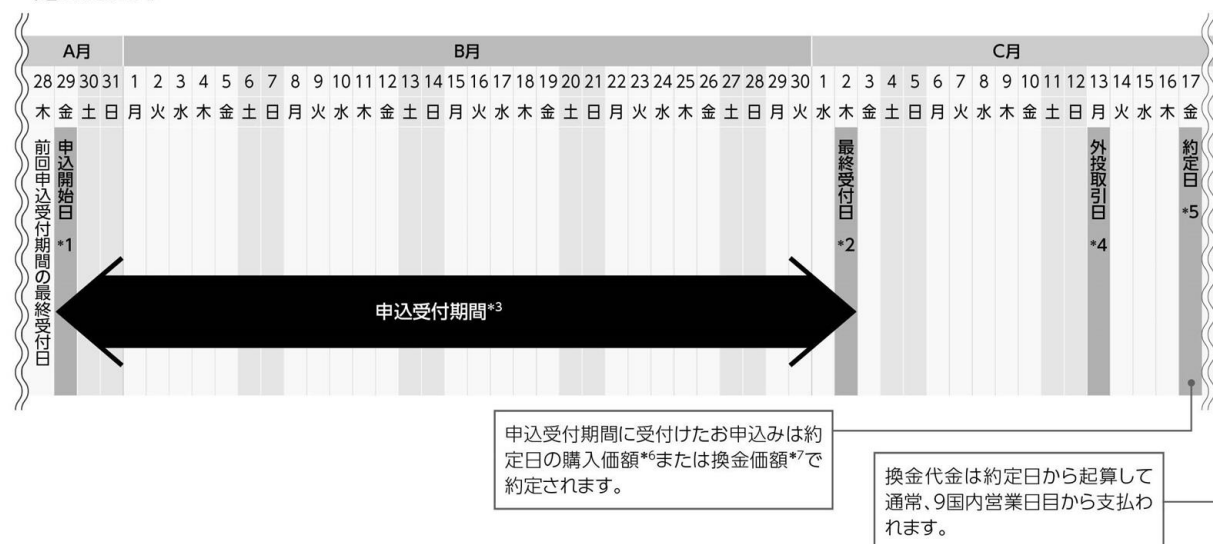 A月 B月 C月
28 29 30 31 1 2 3 4 5 6 7 8 9 10 11 12 13 14 15 16 17 18 19 20 21 22 23 24 25 26 27 28 29 30 1 2 3 4 5 6 7 8 9 10 11 12 13 14 15 16 17
木 金 土 日 月 火 水 木 金 土 日 月 火 水 木 金 土 日 月 火 水 木 金 土 日 月 火 水 木 金 土 日 月 火 水 木 金 土 日 月 火 水 木 金 土 日 月 火 水 木 金
前回申込受付期間の最終受付日
申込開始日 *1
申込受付期間*3
最終受付日 *2
外投取引日 *4
約定日 *5
申込受付期間に受付けたお申込みは約
定日の購入価額*6または換金価額*7で
約定されます。
換金代金は約定日から起算して
通常、9国内営業日目から支払わ
れます。